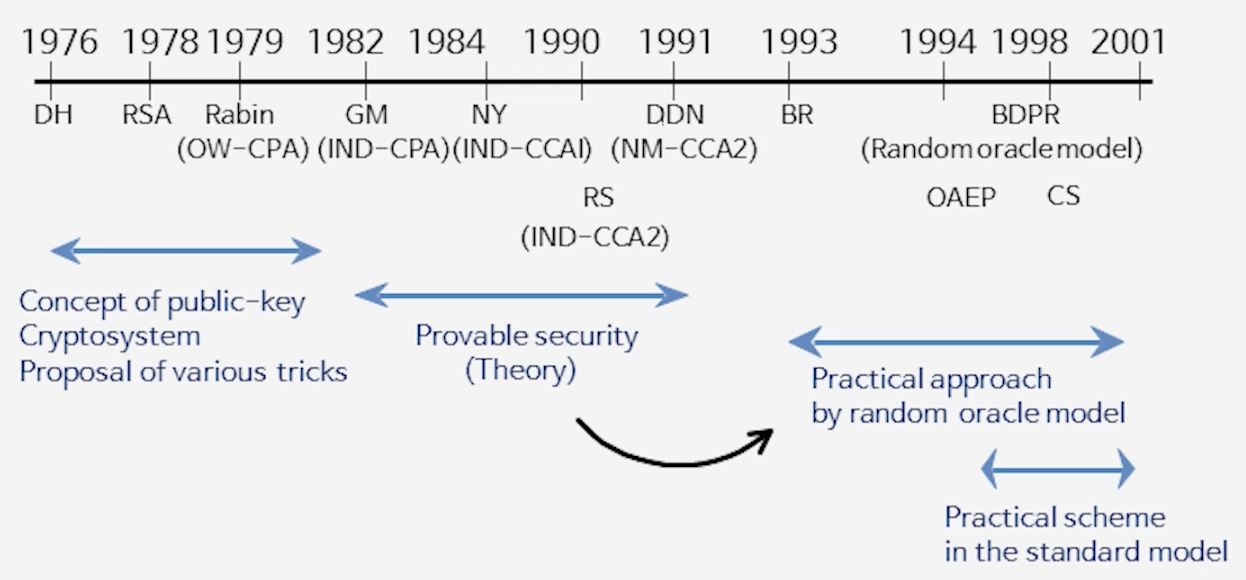 1976 1978 1979 1982 1984 1990 1991 1993 1994 1998 2001
DH RSA Rabin GM NY DDN BR BDPR
(OW-CPA) (IND-CPA) (IND-CCAI) (NM-CCA2) (Random oracle model)
RS OAEP CS
(IND-CCA2)
Concept of public-key
Cryptosystem
Proposal of various tricks
Provable security
(Theory)
Practical approach
by random oracle model
Practical scheme
in the standard model